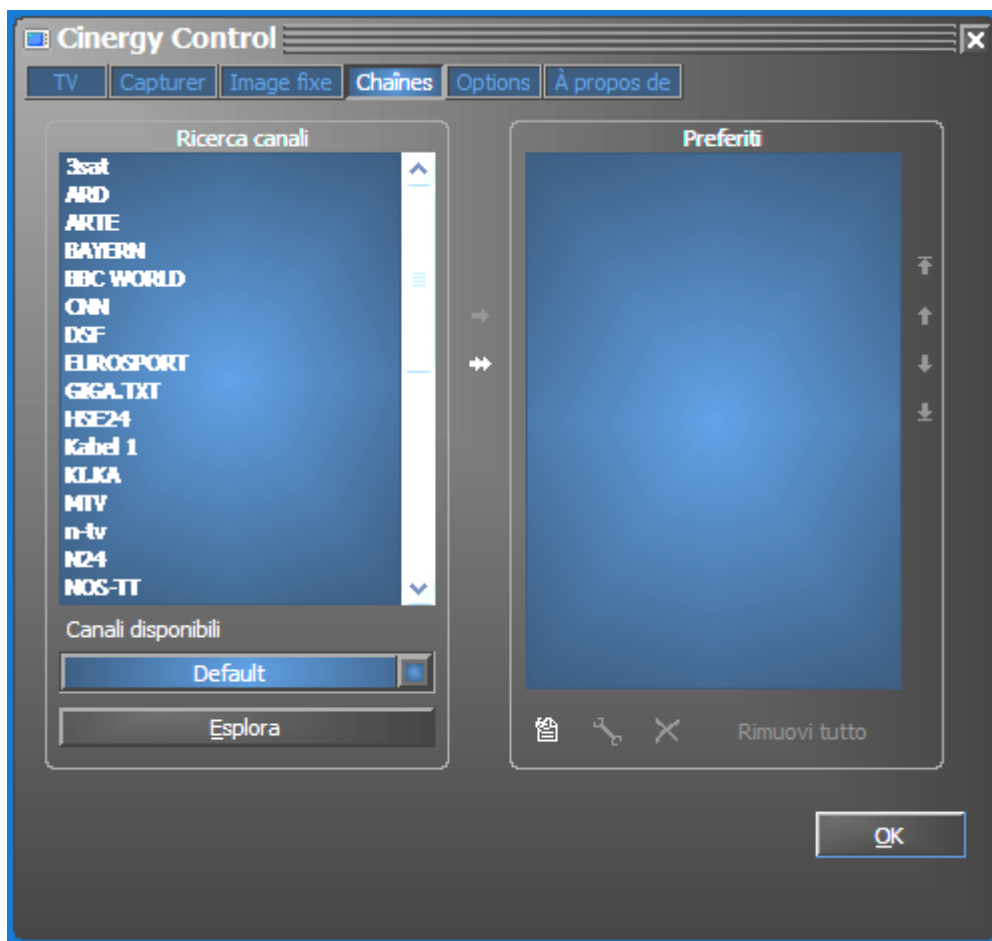 Cinergy Control
TV Capturer Image fixe Chaînes Options À propos de
Ricerca canali
3sat
ARD
ARTE
BAYERN
BBC WORLD
CNN
DSF
EUROSPORT
GIGA.TXT
HSE24
Kabel 1
KI.KA
MTV
n-tv
N24
NOS-TT
Canali disponibili
Default
Esplora
Preferiti
Rimuovi tutto
OK